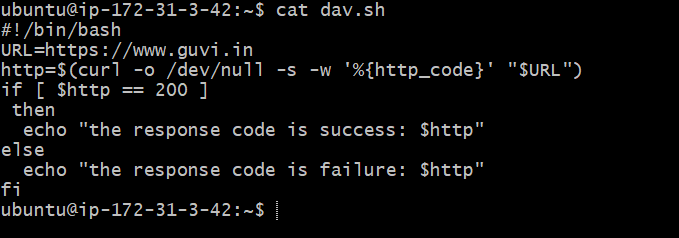 ubuntu@ip-172-31-3-42:~$ cat dav.sh
#!/bin/bash
URL=https://www.guvi.in
http=$(curl -o /dev/null -s -w '%{http_code}' "$URL")
if [ $http == 200 ]
 then
  echo "the response code is success: $http"
else
  echo "the response code is failure: $http"
fi
ubuntu@ip-172-31-3-42:~$